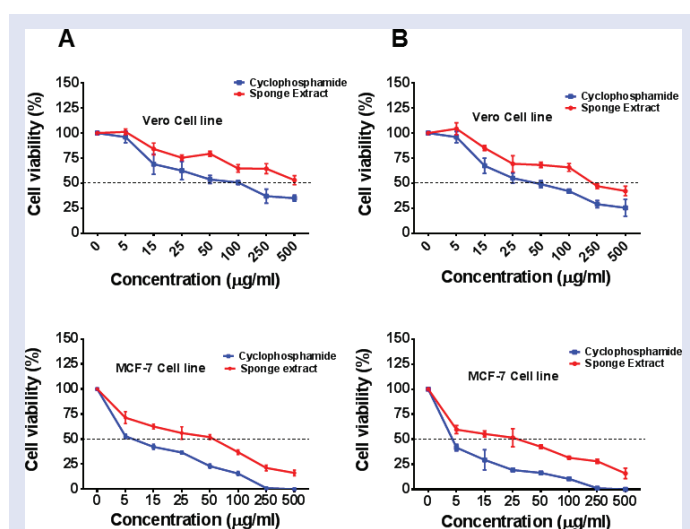 A
B
150
125
100
75
50
25
0
Cell viability (%)
Cyclophosphamide
Sponge Extract
Vero Cell line
0 5 15 25 50 100 250 500
Concentration (µg/ml)
150
125
100
75
50
25
0
Cell viability (%)
Cyclophosphamide
Sponge Extract
Vero Cell line
0 5 15 25 50 100 250 500
Concentration (µg/ml)
150
125
100
75
50
25
0
Cell viability (%)
Cyclophosphamide
Sponge extract
MCF-7 Cell line
0 5 15 25 50 100 250 500
Concentration (µg/ml)
150
125
100
75
50
25
0
Cell viability (%)
Cyclophosphamide
Sponge Extract
MCF-7 Cell line
0 5 15 25 50 100 250 500
Concentration (µg/ml)